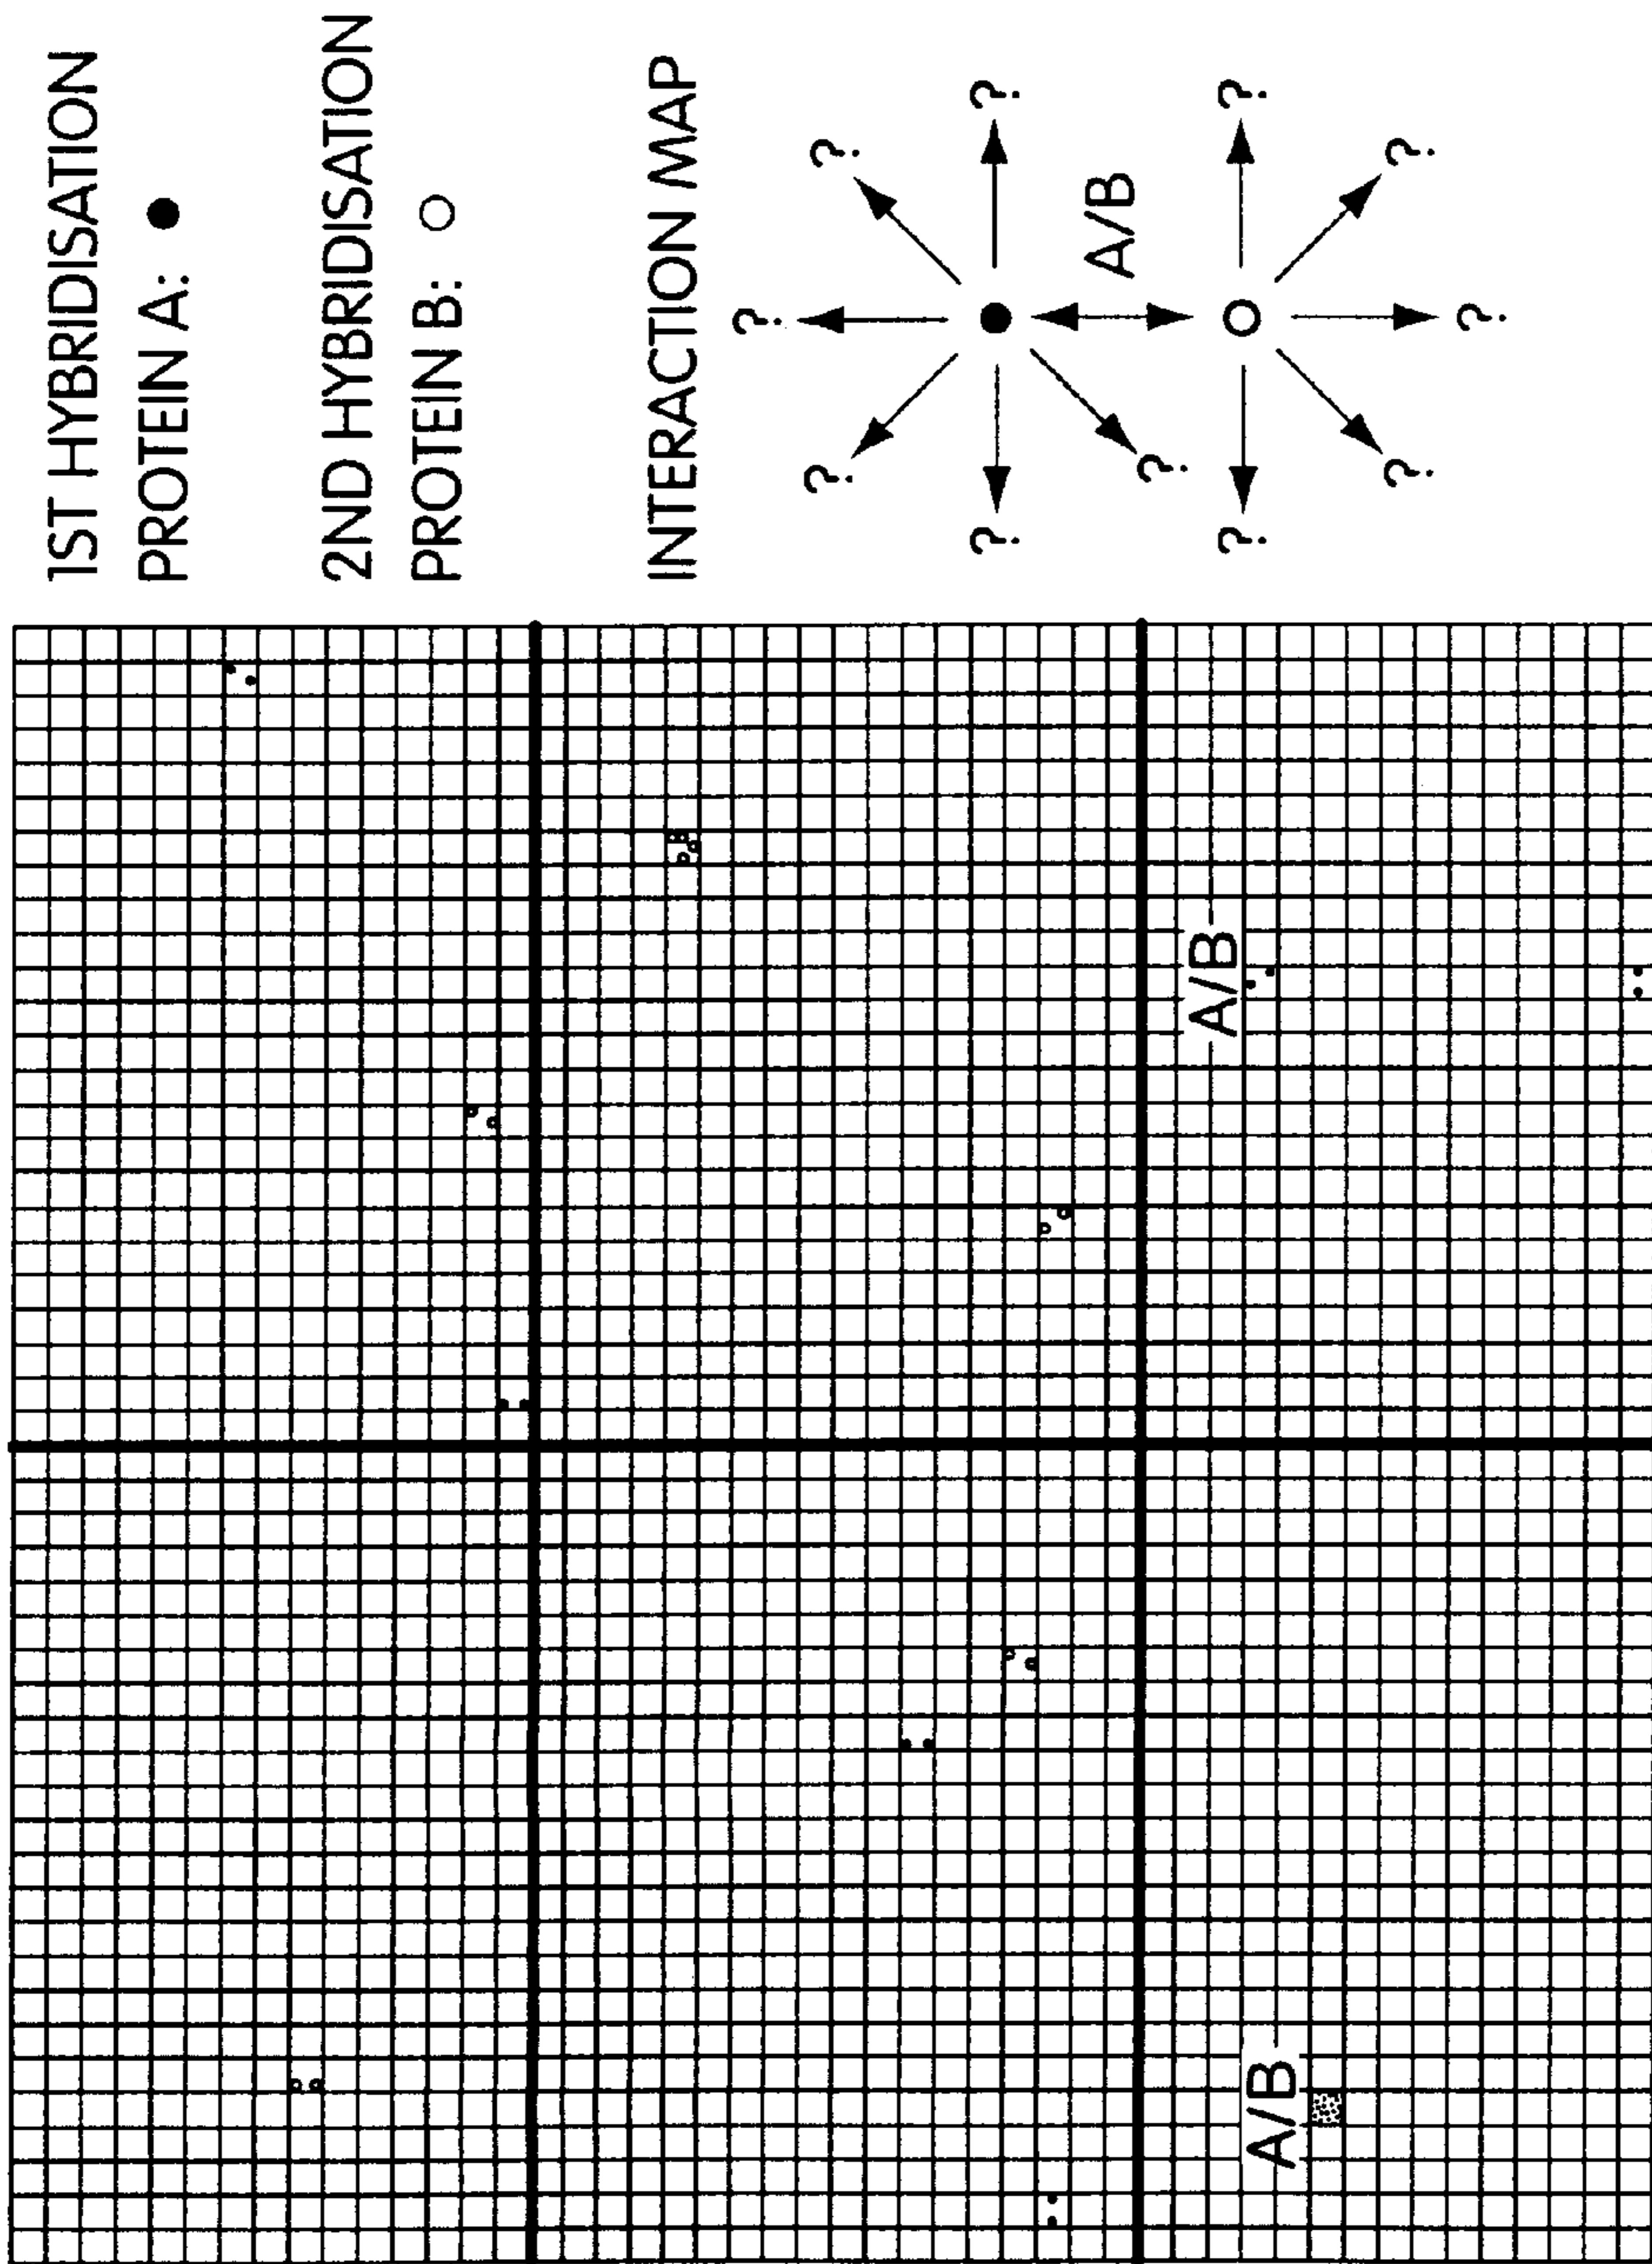 1ST HYBRIDISATION
PROTEIN A:
2ND HYBRIDISATION
PROTEIN B:
INTERACTION MAP
?
?
?
?
?
?
?
A/B
?
?
?
?
?
A/B
A/B